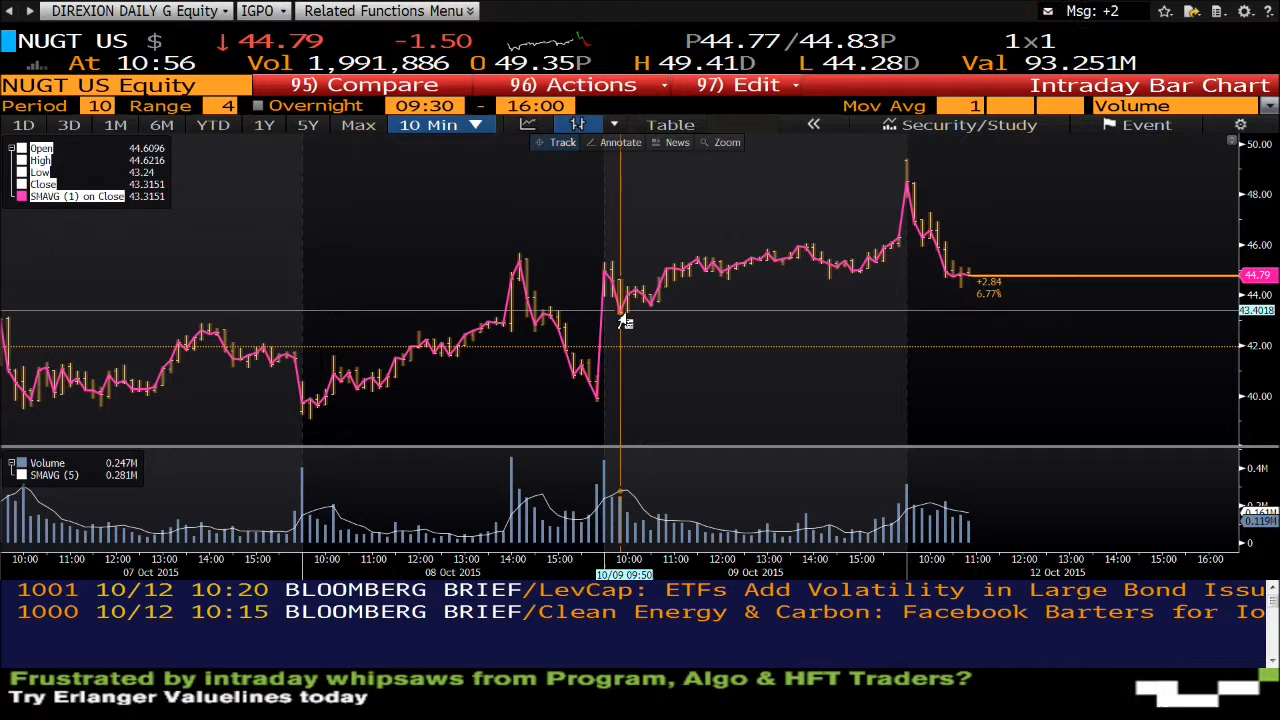 DIREXION DAILY G Equity IGPO Related Functions Menu Msg: +2
NUGT US $ ↓44.79 -1.50 P44.77/44.83P 1x1
At 10:56 Vol 1,991,886 O 49.35P H 49.41D L 44.28D Val 93.251M
NUGT US Equity 95) Compare 96) Actions 97) Edit Intraday Bar Chart
Period 10 Range 4 Overnight 09:30 - 16:00 Mov Avg 1 Volume
1D 3D 1M 6M YTD 1Y 5Y Max 10 Min Table « Security/Study Event
Track Annotate News Zoom
Open 44.6096
High 44.6216
Low 43.24
Close 43.3151
SMAVG (1) on Close 43.3151
50.00
48.00
46.00
44.79
+2.84
6.77%
44.00
43.4018
42.00
40.00
Volume 0.247M
SMAVG (5) 0.281M
0.4M
0.161M
0.119M
0
10:00 11:00 12:00 13:00 14:00 15:00 10:00 11:00 12:00 13:00 14:00 15:00 10:00 11:00 12:00 13:00 14:00 15:00 10:00 11:00 12:00 13:00 14:00 15:00 16:00
07 Oct 2015 08 Oct 2015 10/09 09:50 09 Oct 2015 12 Oct 2015
1001 10/12 10:20 BLOOMBERG BRIEF/LevCap: ETFs Add Volatility in Large Bond Issu
1000 10/12 10:15 BLOOMBERG BRIEF/Clean Energy & Carbon: Facebook Barters for Io
Frustrated by intraday whipsaws from Program, Algo & HFT Traders?
Try Erlanger Valuelines today